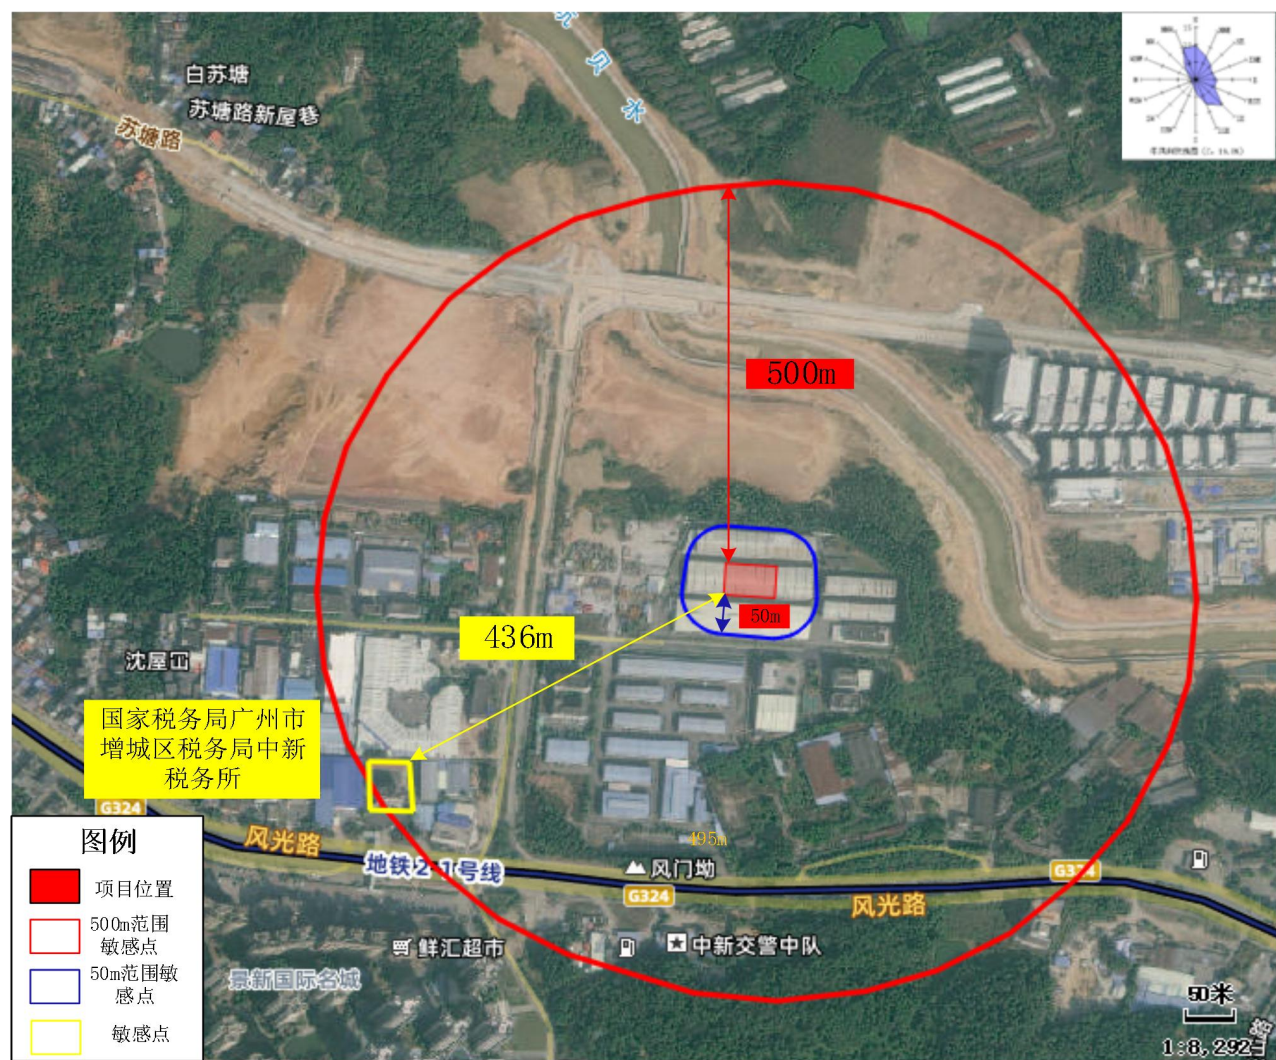 坑贝水
白苏塘
苏塘路新屋巷
苏塘路
500m
50m
436m
沈屋
国家税务局广州市
增城区税务局中新
税务所
G324
风光路
地铁21号线
495m
风门坳
G324
G324
风光路
鲜汇超市
中新交警中队
景新国际名城
图例
项目位置
500m范围
敏感点
50m范围敏
感点
敏感点
50米
1:8,292
路